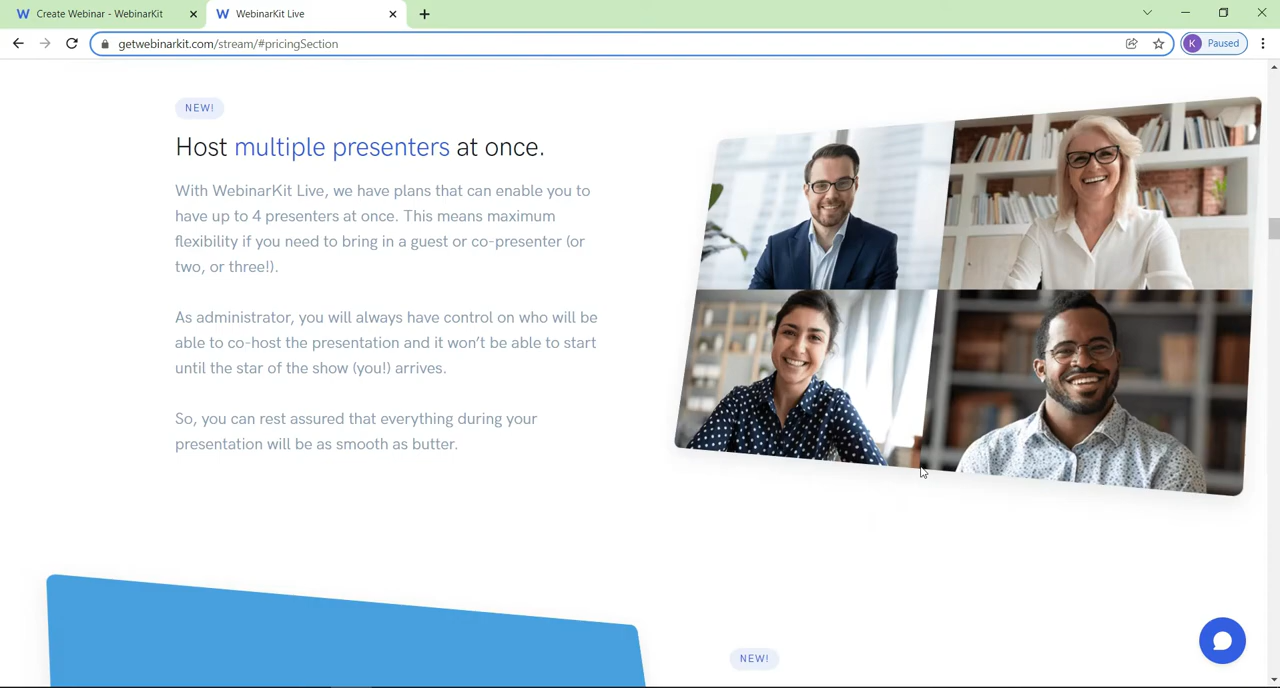 Create Webinar - WebinarKit
WebinarKit Live
getwebinarkit.com/stream/#pricingSection
K Paused
NEW!
Host multiple presenters at once.
With WebinarKit Live, we have plans that can enable you to
have up to 4 presenters at once. This means maximum
flexibility if you need to bring in a guest or co-presenter (or
two, or three!).
As administrator, you will always have control on who will be
able to co-host the presentation and it won't be able to start
until the star of the show (you!) arrives.
So, you can rest assured that everything during your
presentation will be as smooth as butter.
NEW!